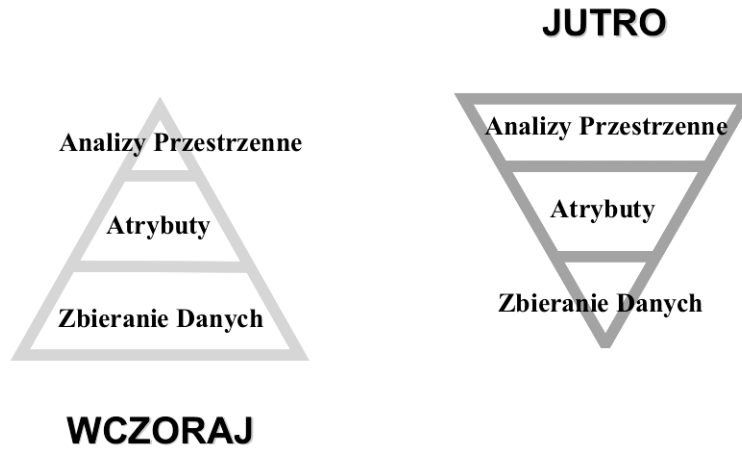 JUTRO
Analizy Przestrzenne
Atrybuty
Zbieranie Danych
WCZORAJ
Analizy Przestrzenne
Atrybuty
Zbieranie Danych